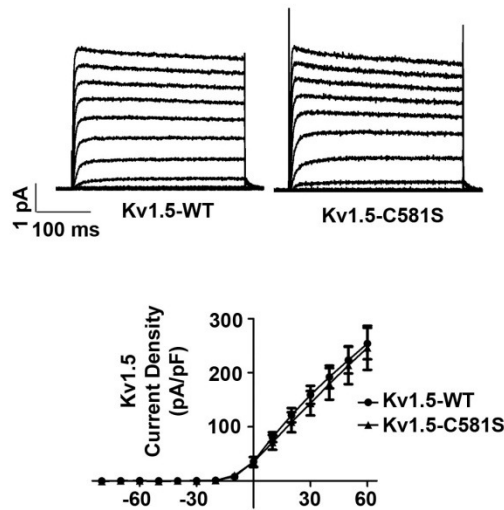 1 pA
100 ms
Kv1.5-WT
Kv1.5-C581S
Kv1.5
Current Density
(pA/pF)
300
200
100
-60
-30
30
60
Kv1.5-WT
Kv1.5-C581S